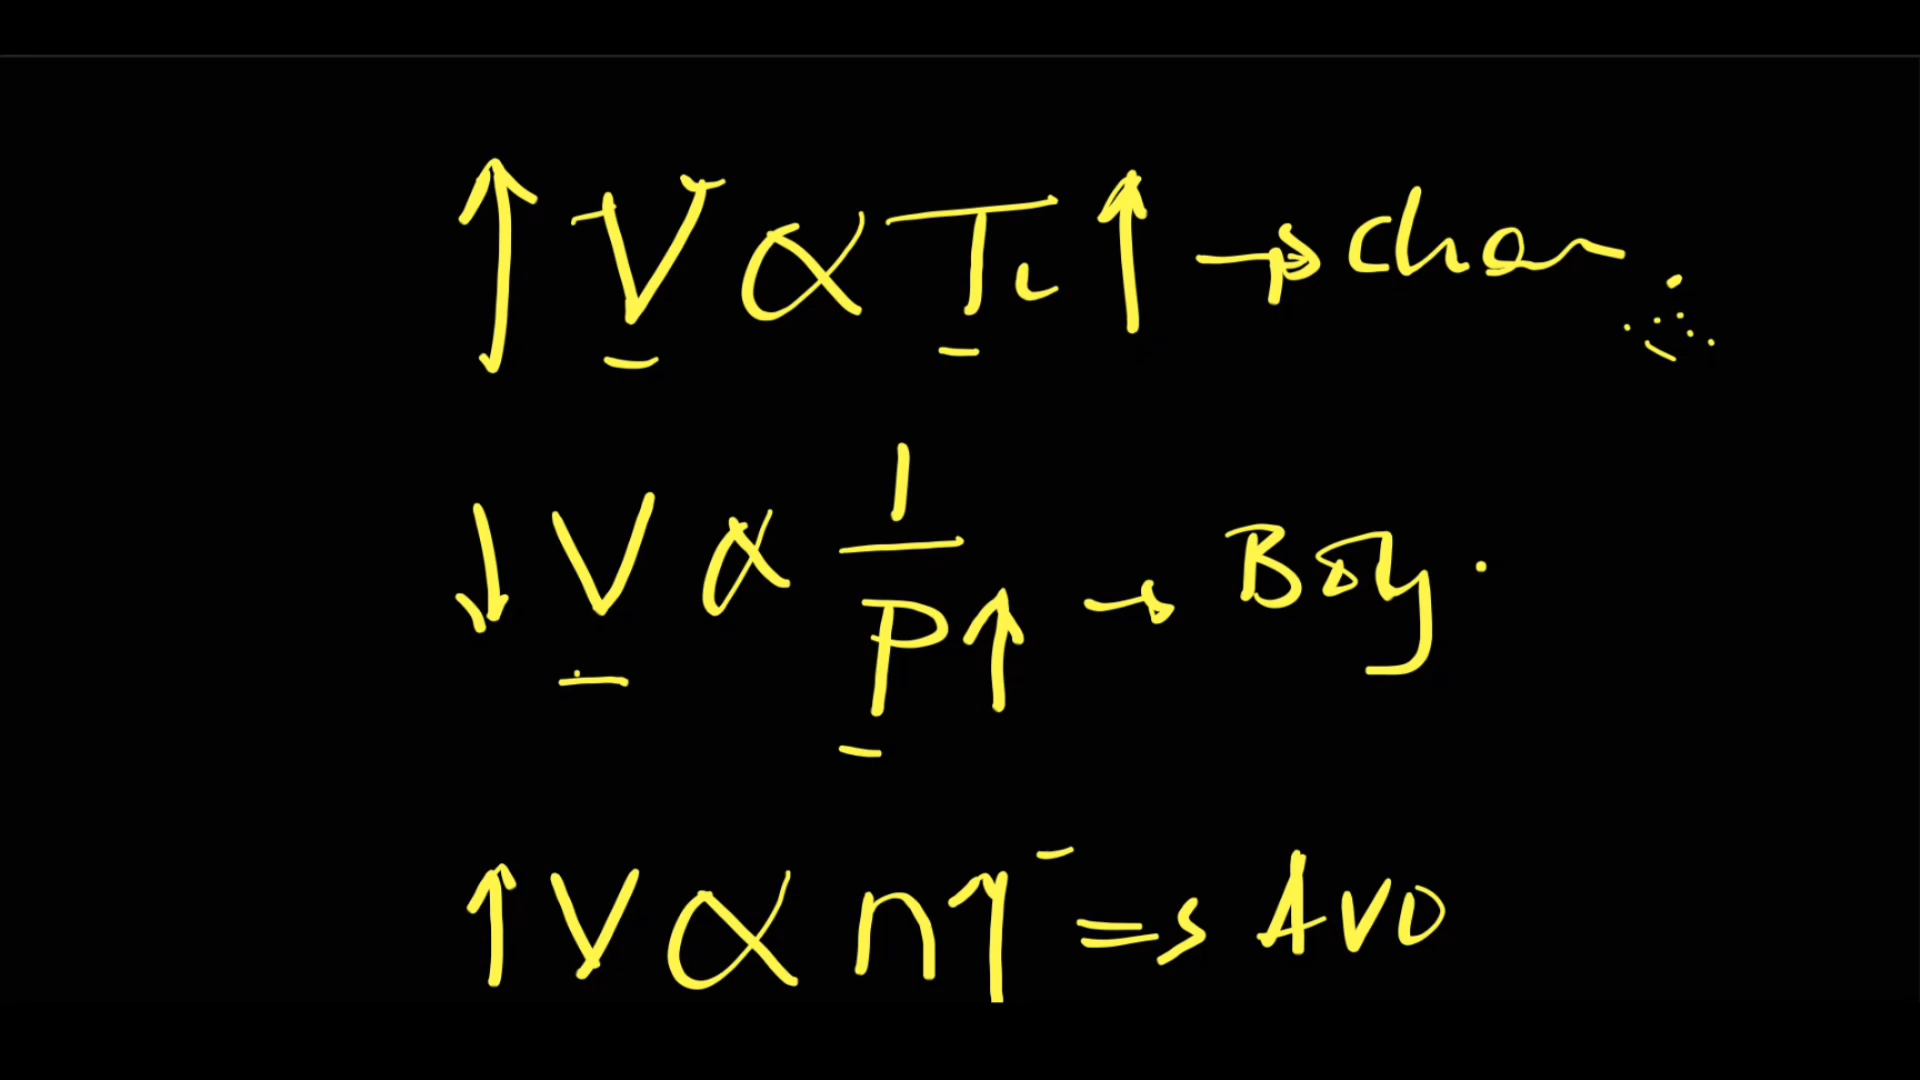 ↑ V ∝ T ↑ → Char.
↓ V ∝ 1/P ↑ → Boy.
↑ V ∝ n ↑ ⇒ AVO